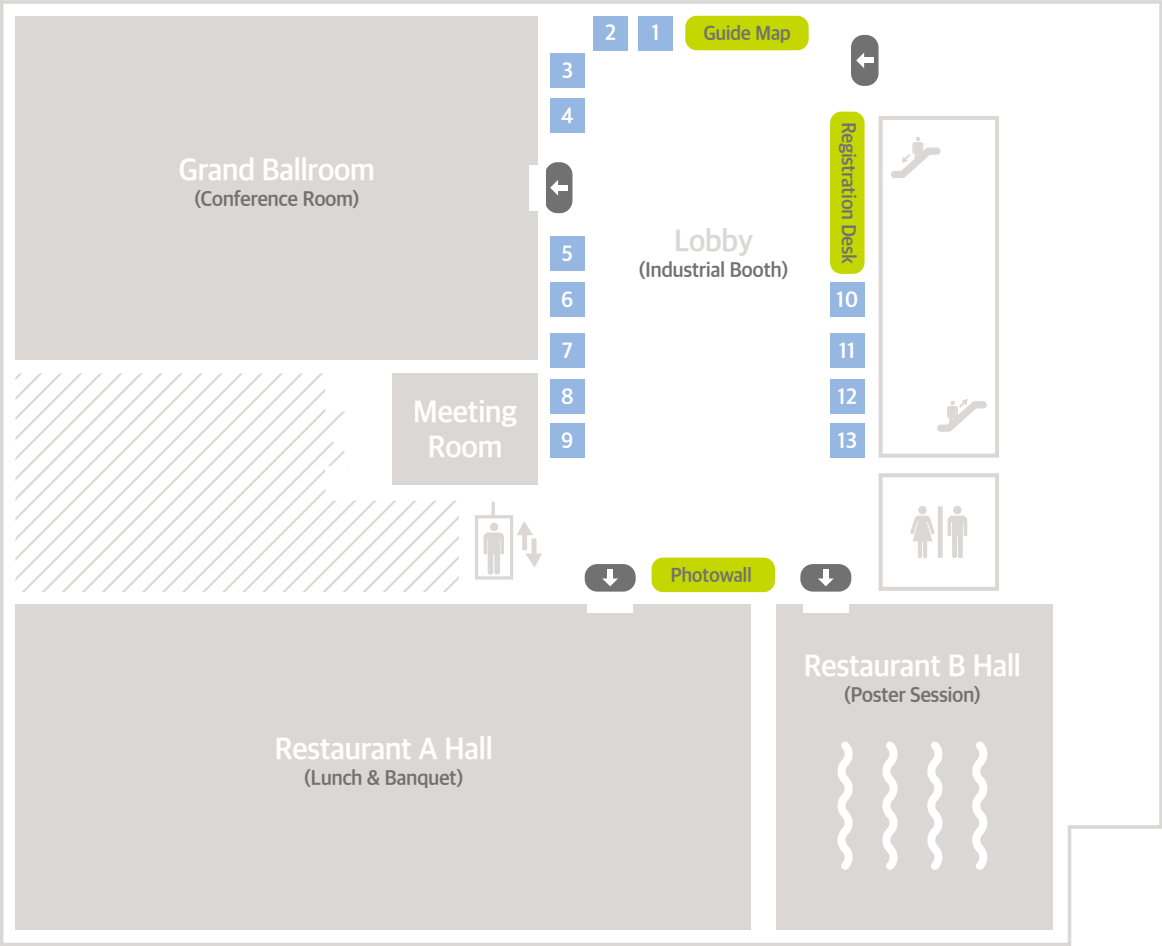 2
1
Guide Map
3
4
Grand Ballroom
(Conference Room)
Registration Desk
Lobby
(Industrial Booth)
5
6
10
7
11
Meeting
Room
8
12
9
13
Photowall
Restaurant A Hall
(Lunch & Banquet)
Restaurant B Hall
(Poster Session)